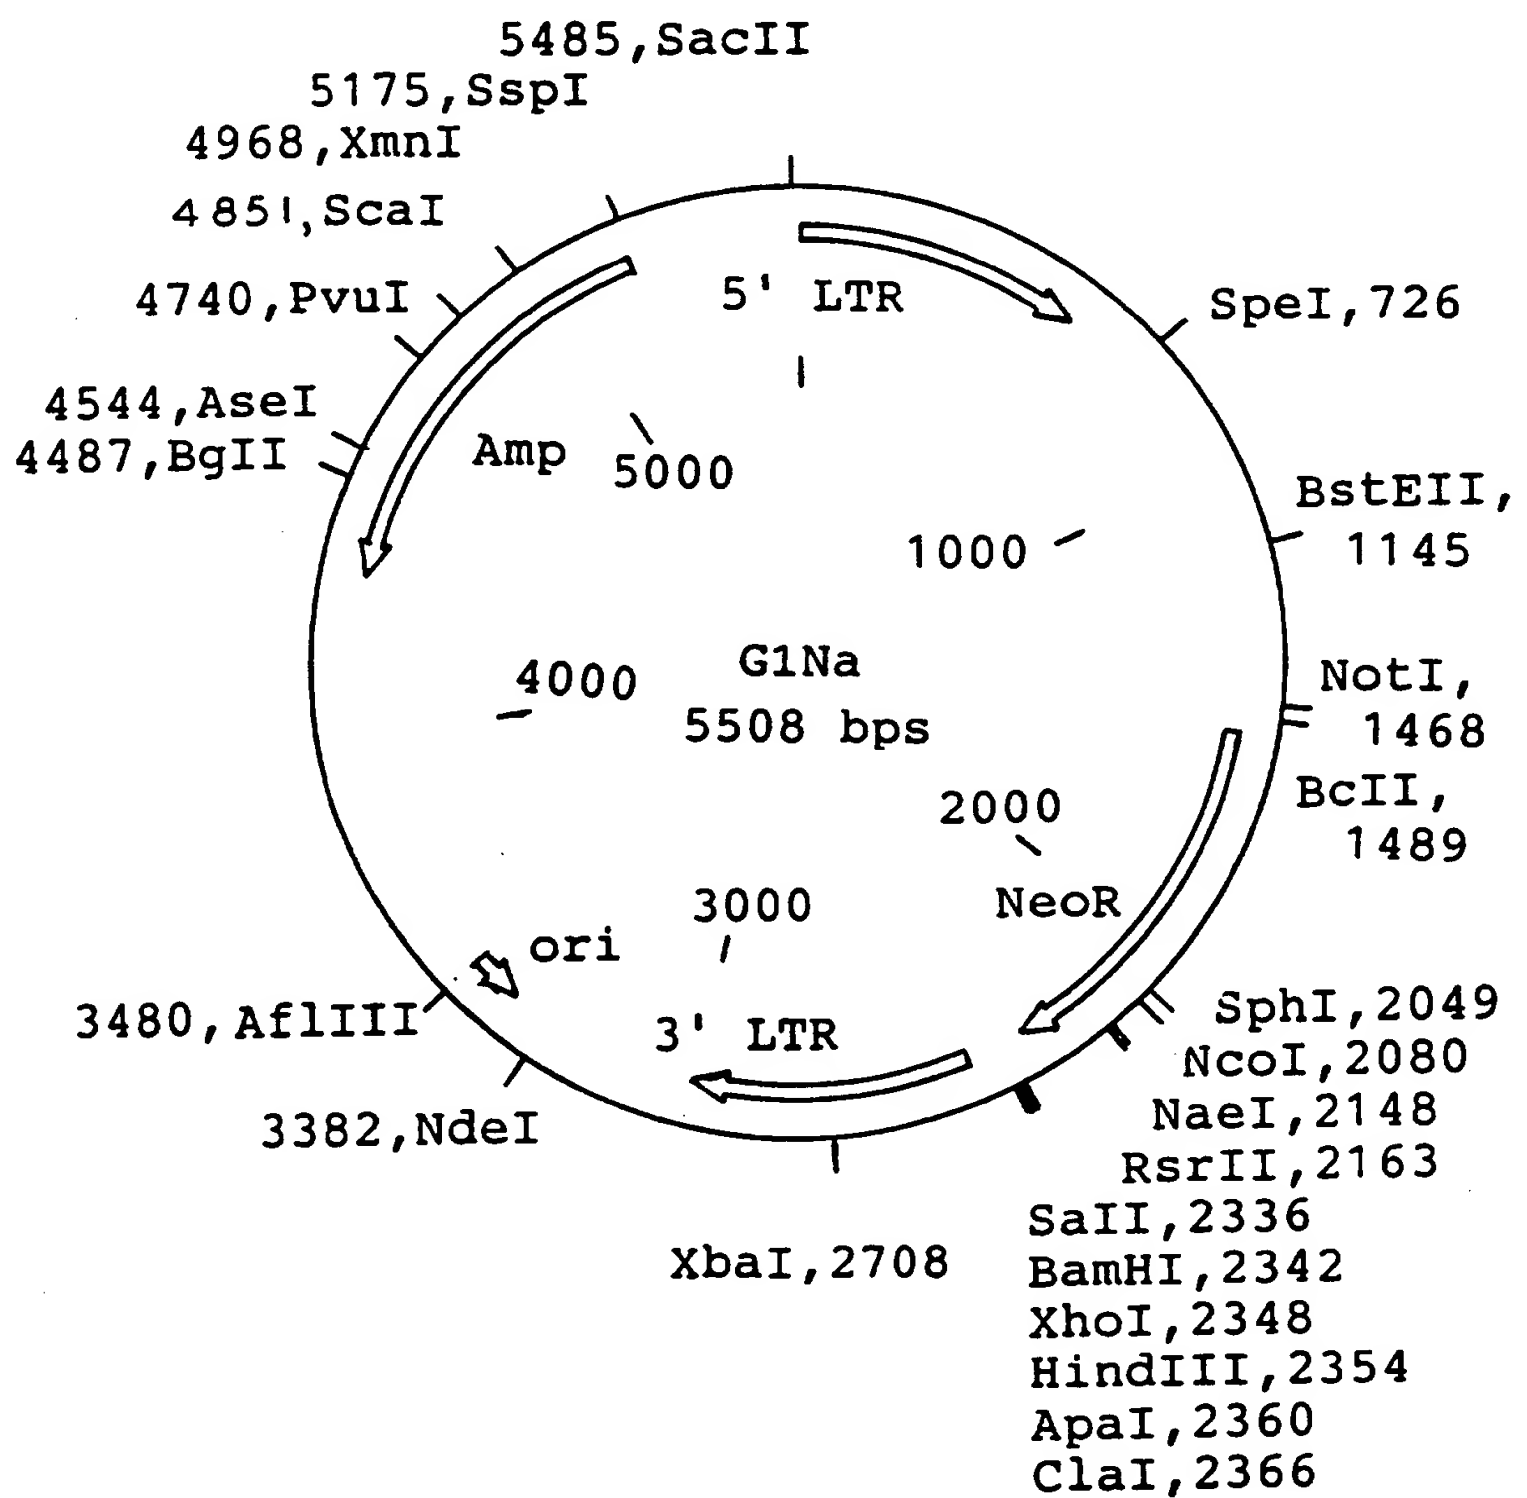 5485,SacII
5175,SspI
4968,XmnI
4851,ScaI
4740,PvuI
4544,AseI
4487,BgII
5' LTR
SpeI,726
Amp
5000
1000
BstEII,
1145
4000
G1Na
5508 bps
NotI,
1468
BcII,
1489
2000
NeoR
3000
ori
3' LTR
3480,AflIII
3382,NdeI
SphI,2049
NcoI,2080
NaeI,2148
RsrII,2163
XbaI,2708
SaII,2336
BamHI,2342
XhoI,2348
HindIII,2354
ApaI,2360
ClaI,2366